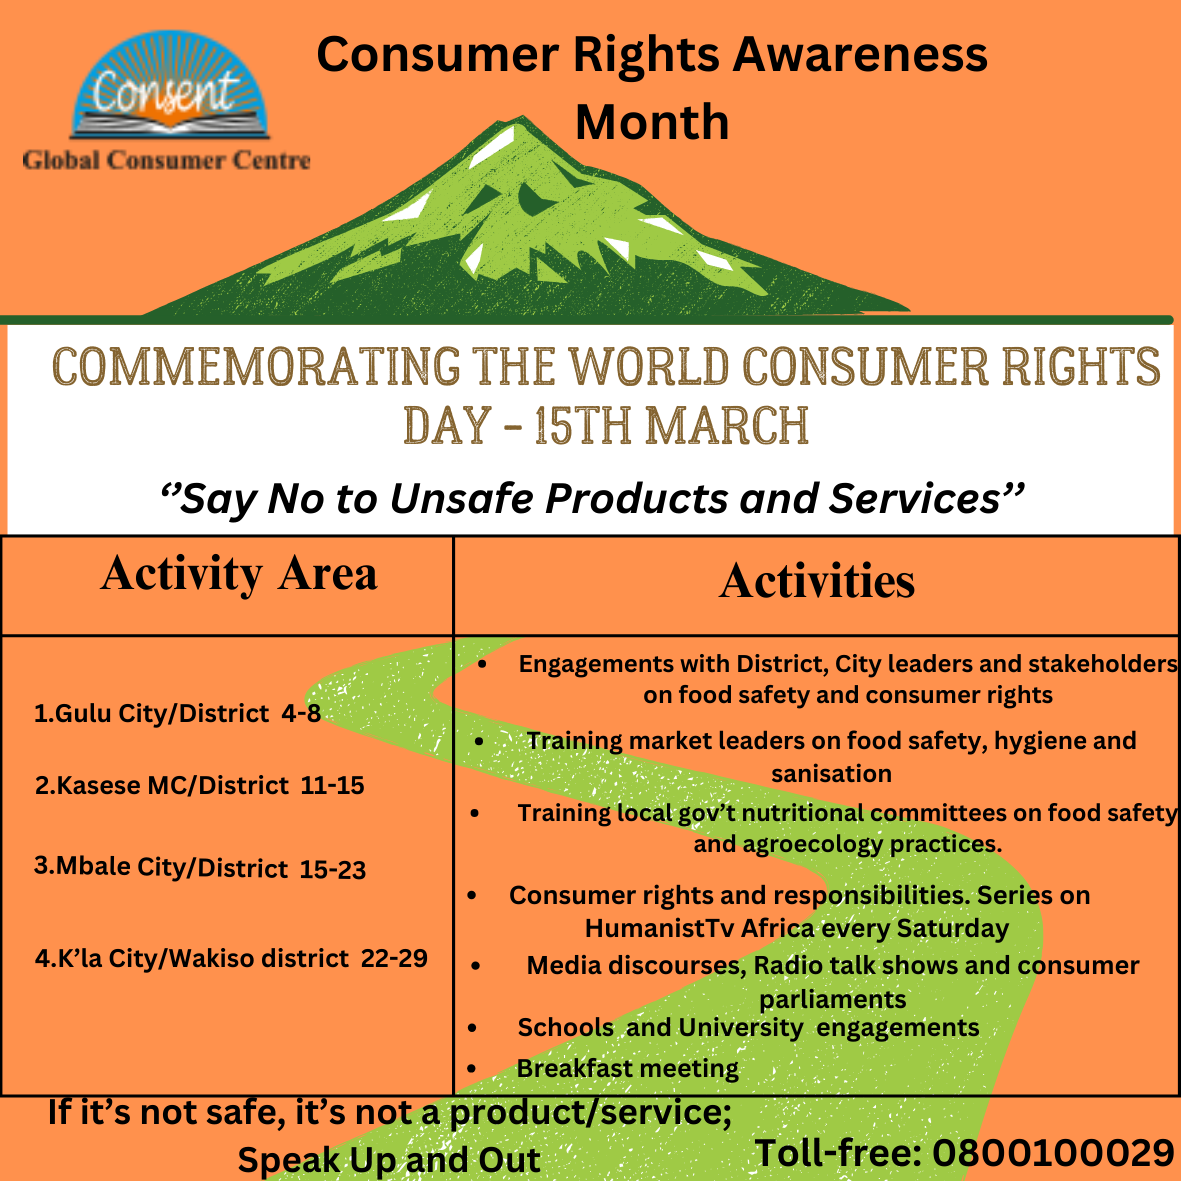 Consent
Global Consumer Centre
Consumer Rights Awareness
Month
COMMEMORATING THE WORLD CONSUMER RIGHTS
DAY - 15TH MARCH
‘’Say No to Unsafe Products and Services’’
Activity Area
1.Gulu City/District 4-8
2.Kasese MC/District 11-15
3.Mbale City/District 15-23
4.K’la City/Wakiso district 22-29
Activities
• Engagements with District, City leaders and stakeholders
on food safety and consumer rights
• Training market leaders on food safety, hygiene and
sanisation
• Training local gov’t nutritional committees on food safety
and agroecology practices.
• Consumer rights and responsibilities. Series on
HumanistTv Africa every Saturday
• Media discourses, Radio talk shows and consumer
parliaments
• Schools and University engagements
• Breakfast meeting
If it’s not safe, it’s not a product/service;
Speak Up and Out
Toll-free: 0800100029